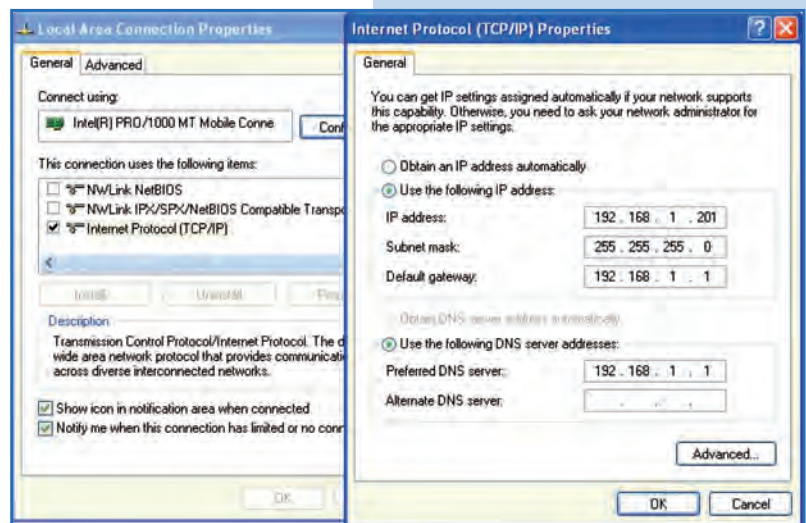 Local Area Connection Properties
General Advanced
Connect using:
Intel(R) PRO/1000 MT Mobile Conne
Conf
This connection uses the following items:
NWLink NetBIOS
NWLink IPX/SPX/NetBIOS Compatible Transpo
Internet Protocol (TCP/IP)
Install Uninstall
Description
Transmission Control Protocol/Internet Protocol. The d
wide area network protocol that provides communicati
across diverse interconnected networks.
Show icon in notification area when connected
Notify me when this connection has limited or no conn
OK
Internet Protocol (TCP/IP) Properties
General
You can get IP settings assigned automatically if your network supports
this capability. Otherwise, you need to ask your network administrator for
the appropriate IP settings.
Obtain an IP address automatically
Use the following IP address:
IP address: 192 . 168 . 1 . 201
Subnet mask: 255 . 255 . 255 . 0
Default gateway: 192 . 168 . 1 . 1
Obtain DNS server address automatically
Use the following DNS server addresses:
Preferred DNS server: 192 . 168 . 1 . 1
Alternate DNS server: . . .
Advanced...
OK Cancel